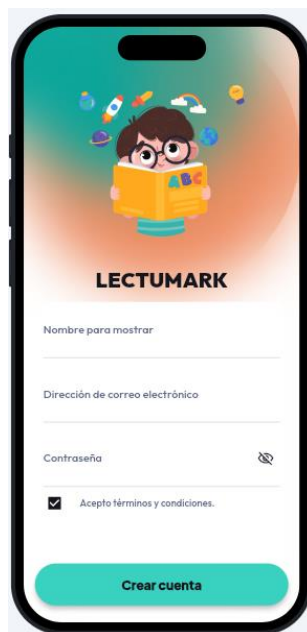 ABC
LECTUMARK
Nombre para mostrar
Dirección de correo electrónico
Contraseña
Acepto términos y condiciones.
Crear cuenta